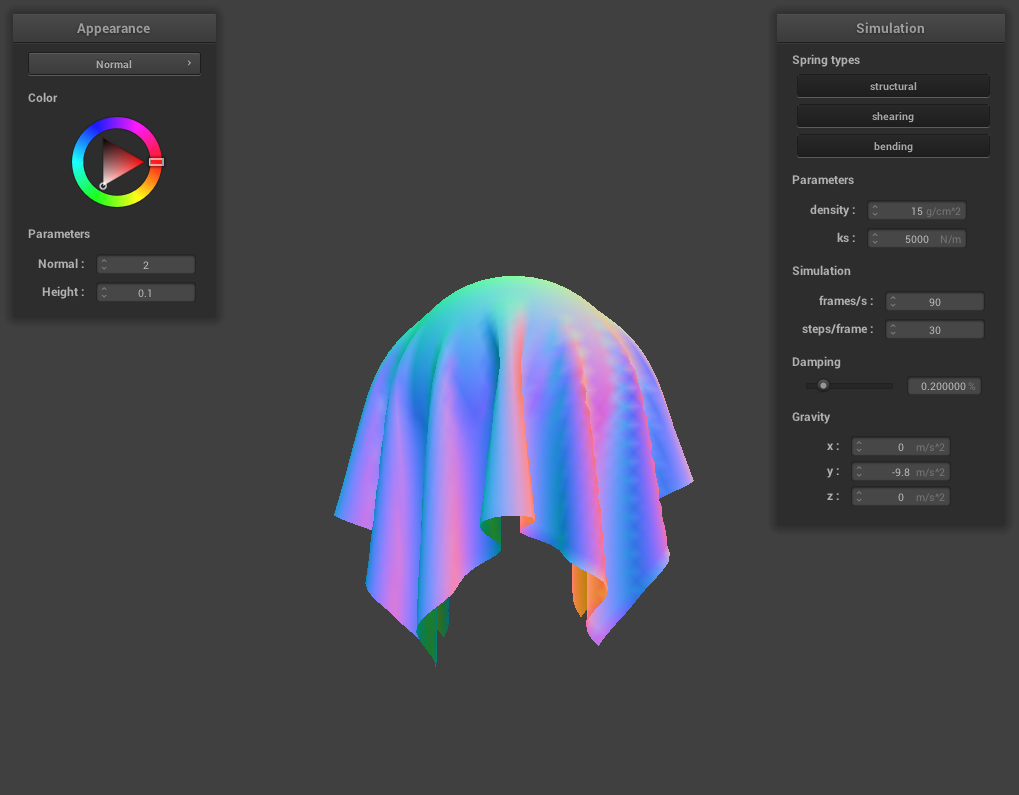 Appearance
Normal ›
Color
Parameters
Normal : 2
Height : 0.1
Simulation
Spring types
structural
shearing
bending
Parameters
density : 15 g/cm^2
ks : 5000 N/m
Simulation
frames/s : 90
steps/frame : 30
Damping
0.200000 %
Gravity
x : 0 m/s^2
y : -9.8 m/s^2
z : 0 m/s^2